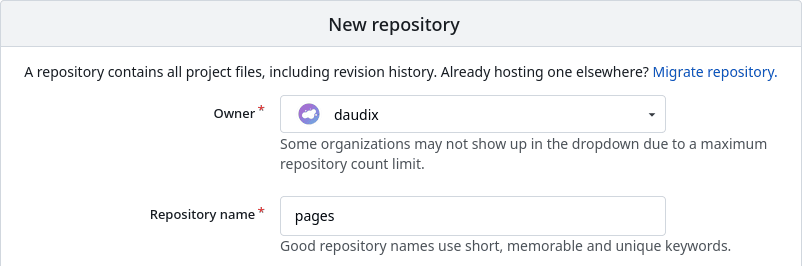 New repository
A repository contains all project files, including revision history. Already hosting one elsewhere? Migrate repository.
Owner *
daudix
Some organizations may not show up in the dropdown due to a maximum
repository count limit.
Repository name *
pages
Good repository names use short, memorable and unique keywords.